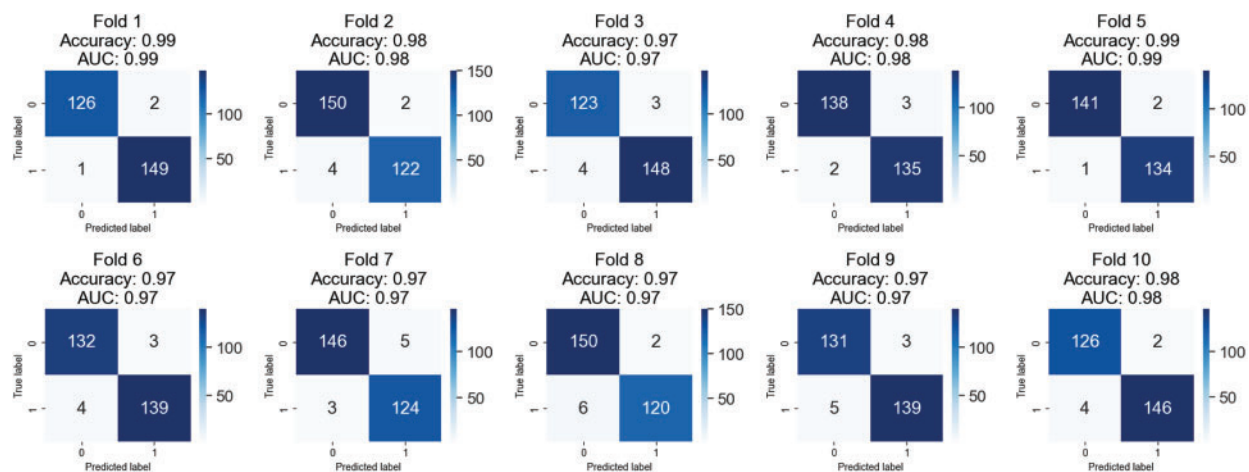 Fold 1
Accuracy: 0.99
AUC: 0.99
True label
0
1
126 2
1 149
0 1
Predicted label
100
50
Fold 2
Accuracy: 0.98
AUC: 0.98
True label
0
1
150 2
4 122
0 1
Predicted label
150
100
50
Fold 3
Accuracy: 0.97
AUC: 0.97
True label
0
1
123 3
4 148
0 1
Predicted label
100
50
Fold 4
Accuracy: 0.98
AUC: 0.98
True label
0
1
138 3
2 135
0 1
Predicted label
100
50
Fold 5
Accuracy: 0.99
AUC: 0.99
True label
0
1
141 2
1 134
0 1
Predicted label
100
50
Fold 6
Accuracy: 0.97
AUC: 0.97
True label
0
1
132 3
4 139
0 1
Predicted label
100
50
Fold 7
Accuracy: 0.97
AUC: 0.97
True label
0
1
146 5
3 124
0 1
Predicted label
100
50
Fold 8
Accuracy: 0.97
AUC: 0.97
True label
0
1
150 2
6 120
0 1
Predicted label
150
100
50
Fold 9
Accuracy: 0.97
AUC: 0.97
True label
0
1
131 3
5 139
0 1
Predicted label
100
50
Fold 10
Accuracy: 0.98
AUC: 0.98
True label
0
1
126 2
4 146
0 1
Predicted label
100
50